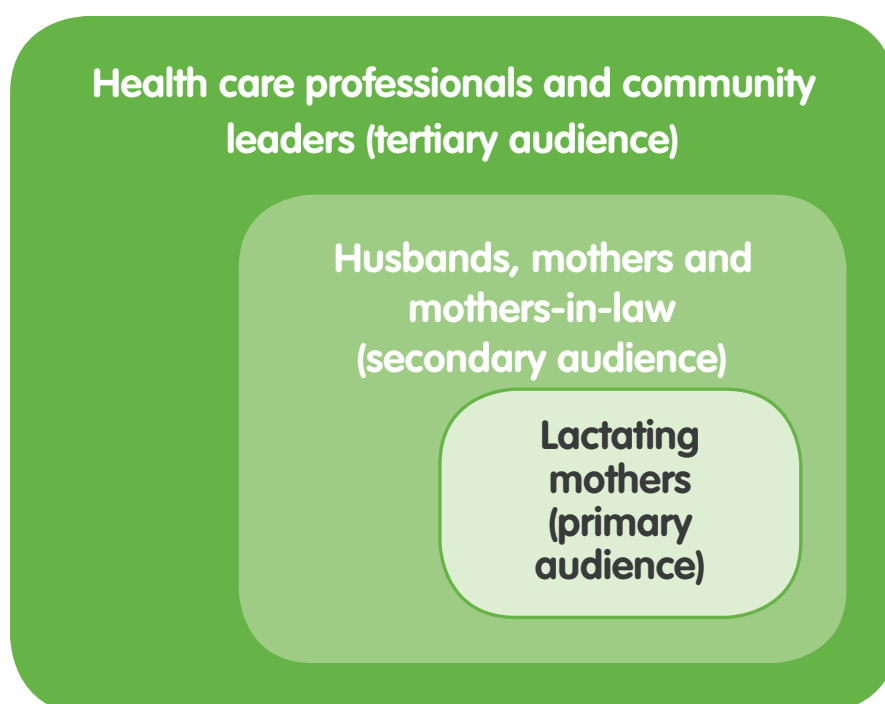 Health care professionals and community
leaders (tertiary audience)
Husbands, mothers and
mothers-in-law
(secondary audience)
Lactating
mothers
(primary
audience)